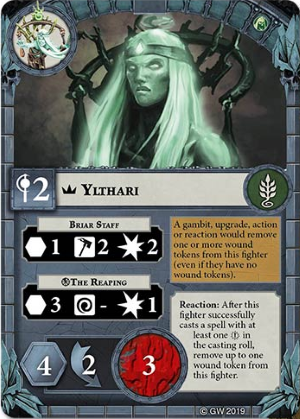 2
YLTHARI
BRIAR STAFF
1 2 2
THE REAPING
3 - 1
A gambit, upgrade, action
or reaction would remove
one or more wound
tokens from this fighter
(even if they have no
wound tokens).
Reaction: After this
fighter successfully
casts a spell with at
least one in the
casting roll, remove
up to one
wound token from
this fighter.
4 2 3
© GW 2019